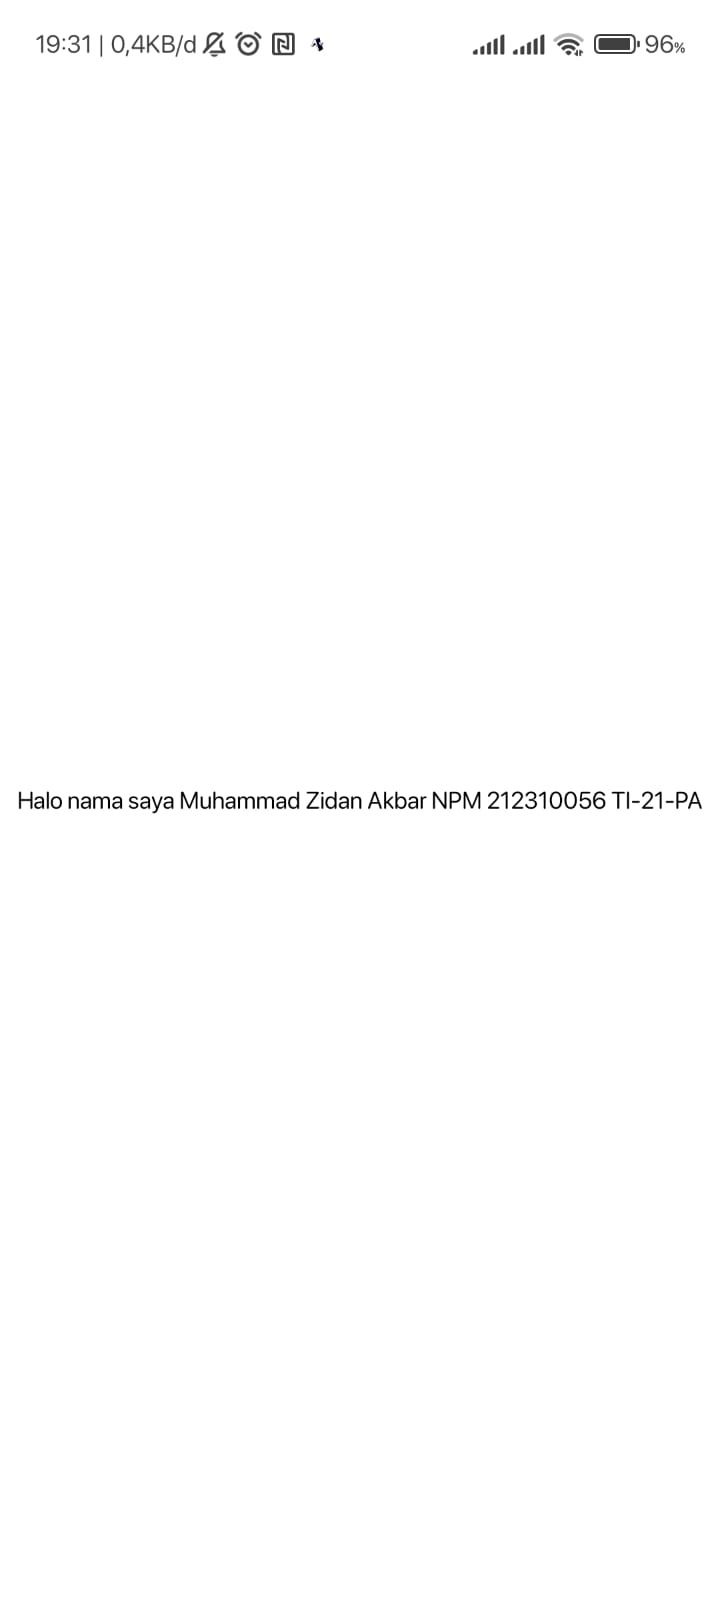 19:31 | 0,4KB/d 96%
Halo nama saya Muhammad Zidan Akbar NPM 212310056 TI-21-PA